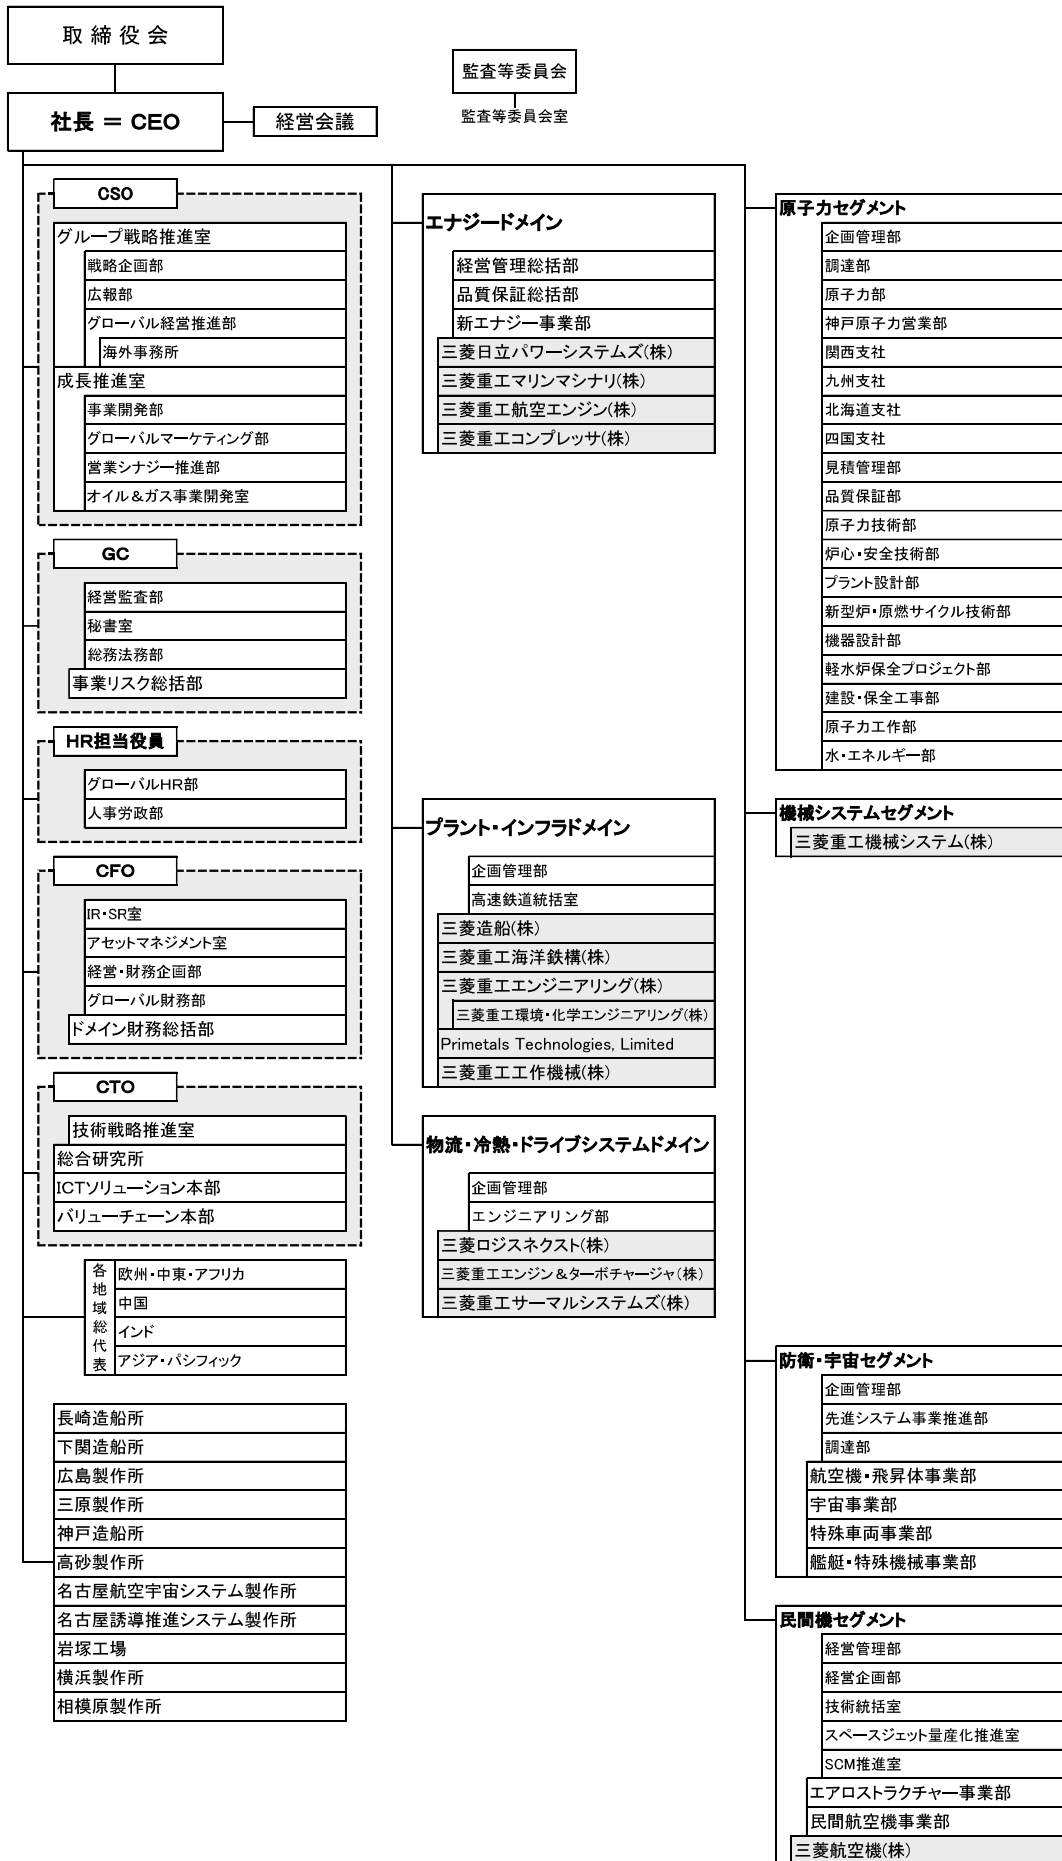 取締役会
社長 = CEO
経営会議
監査等委員会
監査等委員会室
CSO
グループ戦略推進室
戦略企画部
広報部
グローバル経営推進部
海外事務所
成長推進室
事業開発部
グローバルマーケティング部
営業シナジー推進部
オイル&ガス事業開発室
GC
経営監査部
秘書室
総務法務部
事業リスク総括部
HR担当役員
グローバルHR部
人事労政部
CFO
IR・SR室
アセットマネジメント室
経営・財務企画部
グローバル財務部
ドメイン財務総括部
CTO
技術戦略推進室
総合研究所
ICTソリューション本部
バリューチェーン本部
各地域総代表
欧州・中東・アフリカ
中国
インド
アジア・パシフィック
長崎造船所
下関造船所
広島製作所
三原製作所
神戸造船所
高砂製作所
名古屋航空宇宙システム製作所
名古屋誘導推進システム製作所
岩塚工場
横浜製作所
相模原製作所
エナジードメイン
経営管理総括部
品質保証総括部
新エナジー事業部
三菱日立パワーシステムズ(株)
三菱重工マリンマシナリ(株)
三菱重工航空エンジン(株)
三菱重工コンプレッサ(株)
プラント・インフラドメイン
企画管理部
高速鉄道統括室
三菱造船(株)
三菱重工海洋鉄構(株)
三菱重工エンジニアリング(株)
三菱重工環境・化学エンジニアリング(株)
Primetals Technologies, Limited
三菱重工工作機械(株)
物流・冷熱・ドライブシステムドメイン
企画管理部
エンジニアリング部
三菱ロジスネクスト(株)
三菱重工エンジン&ターボチャージャ(株)
三菱重工サーマルシステムズ(株)
原子力セグメント
企画管理部
調達部
原子力部
神戸原子力営業部
関西支社
九州支社
北海道支社
四国支社
見積管理部
品質保証部
原子力技術部
炉心・安全技術部
プラント設計部
新型炉・原燃サイクル技術部
機器設計部
軽水炉保全プロジェクト部
建設・保全工事部
原子力工作部
水・エネルギー部
機械システムセグメント
三菱重工機械システム(株)
防衛・宇宙セグメント
企画管理部
先進システム事業推進部
調達部
航空機・飛昇体事業部
宇宙事業部
特殊車両事業部
艦艇・特殊機械事業部
民間機セグメント
経営管理部
経営企画部
技術統括室
スペースジェット量産化推進室
SCM推進室
エアロストラクチャー事業部
民間航空機事業部
三菱航空機(株)